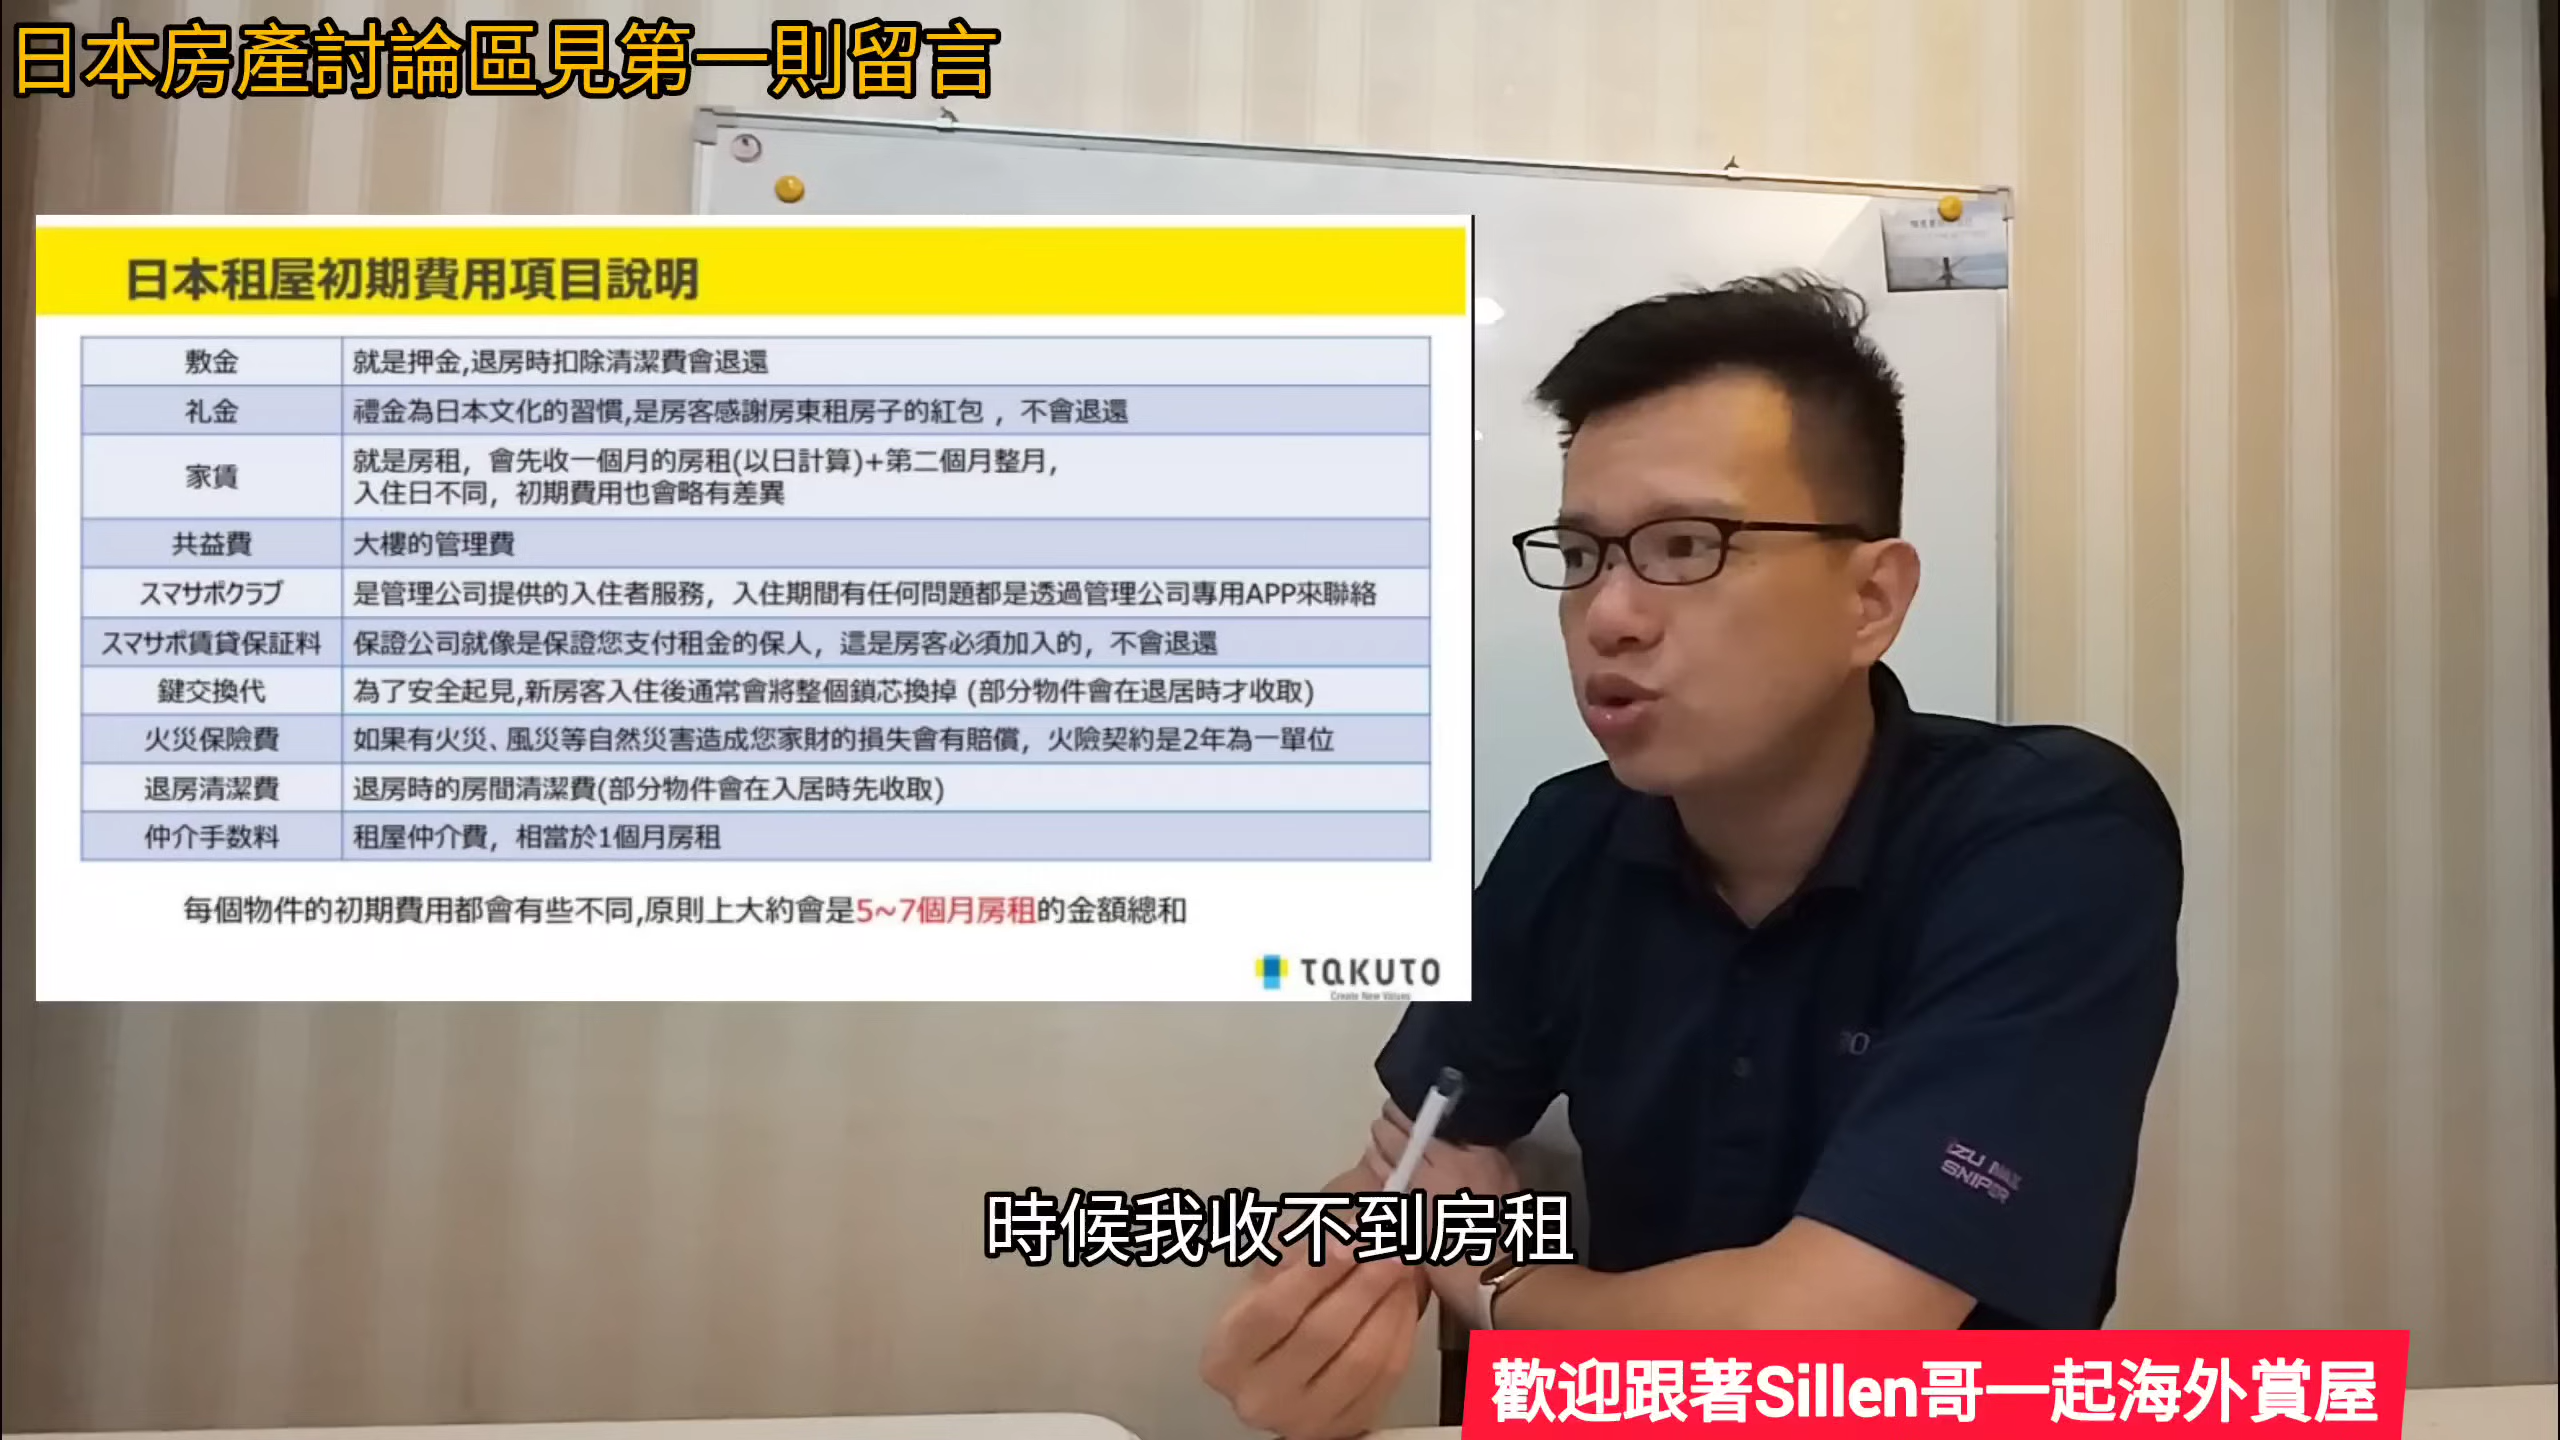 日本房產討論區見第一則留言
日本租屋初期費用項目說明
敷金 就是押金,退房時扣除清潔費會退還
礼金 禮金為日本文化的習慣,是房客感謝房東租房子的紅包，不會退還
家賃 就是房租，會先收一個月的房租(以日計算)+第二個月整月，
入住日不同，初期費用也會略有差異
共益費 大樓的管理費
スマサポクラブ 是管理公司提供的入住者服務，入住期間有任何問題都是透過管理公司專用APP來聯絡
スマサポ賃貸保証料 保證公司就像是保證您支付租金的保人，這是房客必須加入的，不會退還
鍵交換代 為了安全起見,新房客入住後通常會將整個鎖芯換掉 (部分物件會在退居時才收取)
火災保險費 如果有火災、風災等自然災害造成您家財的損失會有賠償，火險契約是2年為一單位
退房清潔費 退房時的房間清潔費(部分物件會在入居時先收取)
仲介手数料 租屋仲介費，相當於1個月房租
每個物件的初期費用都會有些不同,原則上大約會是5~7個月房租的金額總和
TAKUTO
Create New Values
SNIPER
時候我收不到房租
歡迎跟著Sillen哥一起海外賞屋